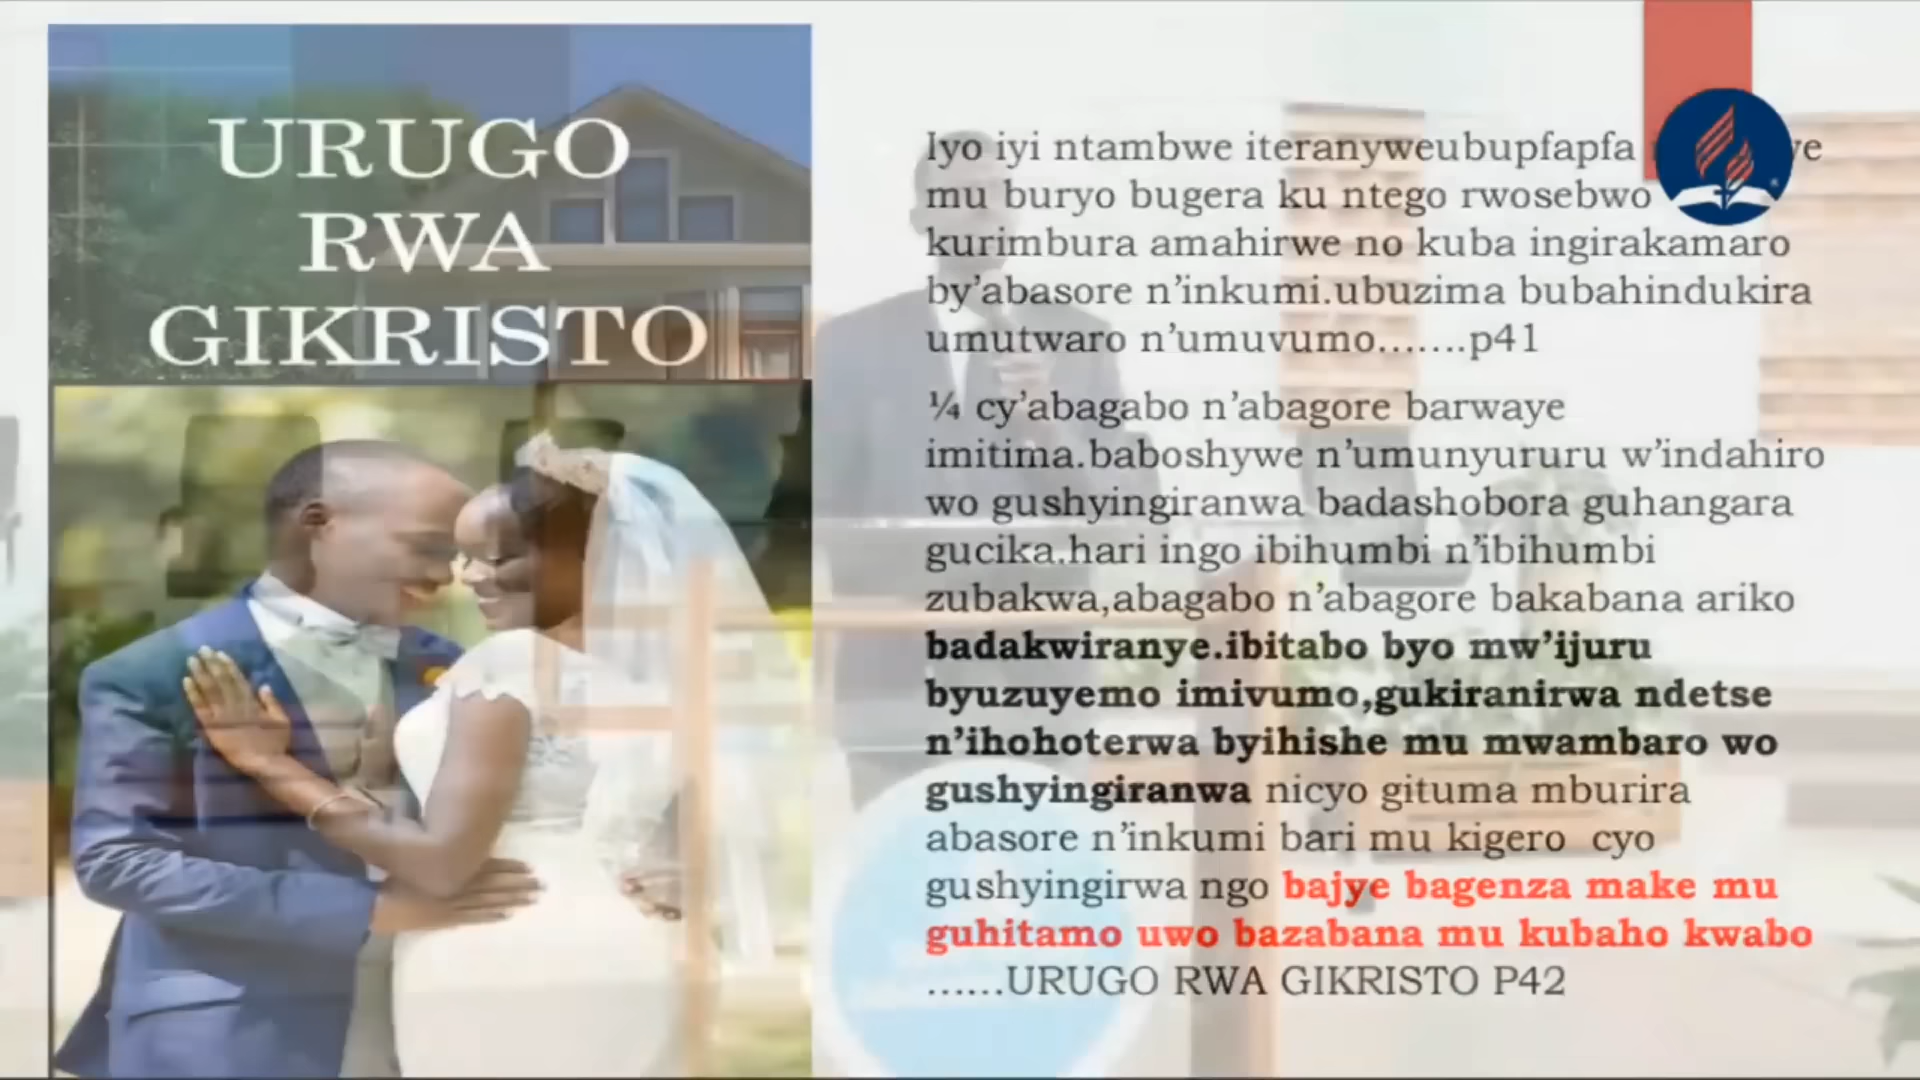 URUGO
RWA
GIKRISTO
Iyo iyi ntambwe iteranyweubupfapfa
mu buryo bugera ku ntego rwosebwo
kurimbura amahirwe no kuba ingirakamaro
by’abasore n’inkumi.ubuzima bubahindukira
umutwaro n’umuvumo.......p41
¼ cy’abagabo n’abagore barwaye
imitima.baboshywe n’umunyururu w’indahiro
wo gushyingiranwa badashobora guhangara
gucika.hari ingo ibihumbi n’ibihumbi
zubakwa,abagabo n’abagore bakabana ariko
badakwiranye.ibitabo byo mw’ijuru
byuzuyemo imivumo,gukiranirwa ndetse
n’ihohoterwa byihishe mu mwambaro wo
gushyingiranwa nicyo gituma mburira
abasore n’inkumi bari mu kigero cyo
gushyingirwa ngo bajye bagenza make mu
guhitamo uwo bazabana mu kubaho kwabo
......URUGO RWA GIKRISTO P42